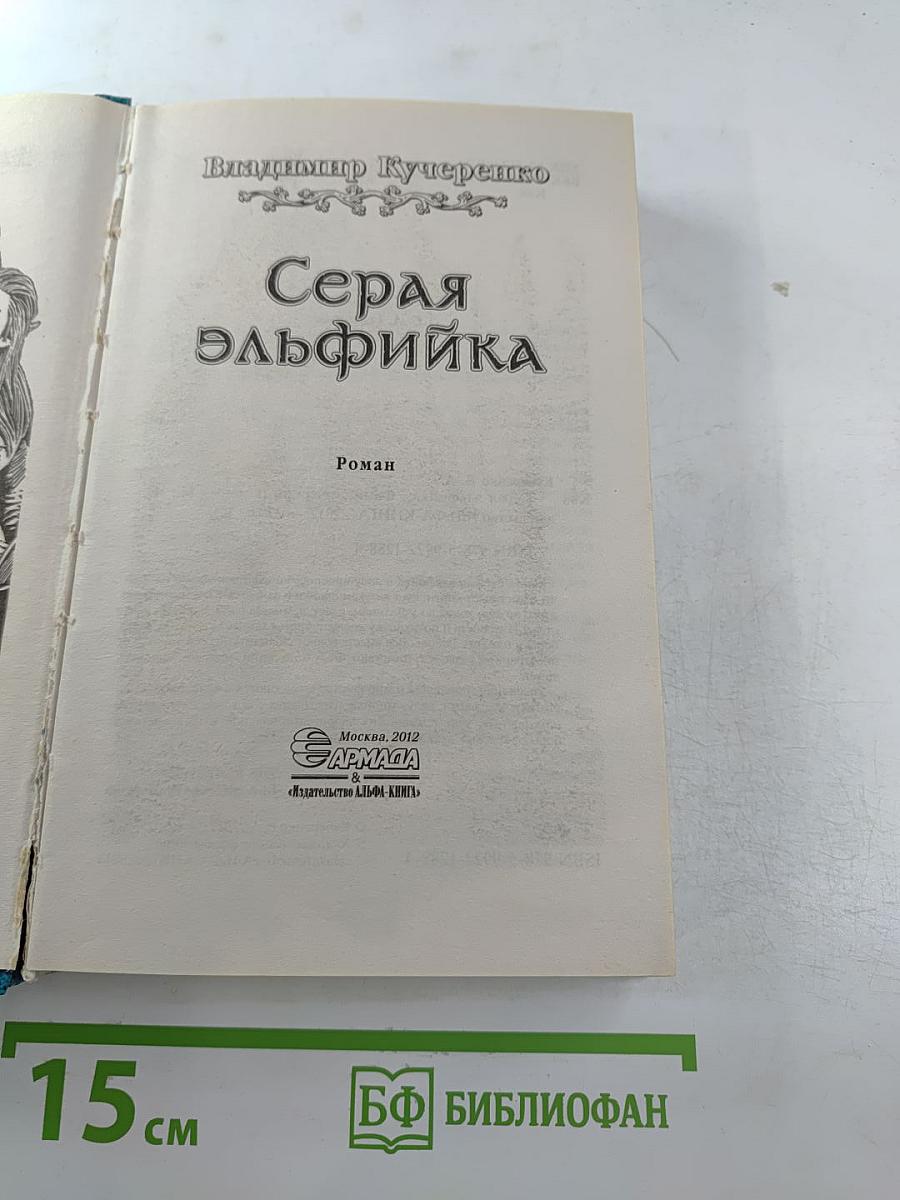 Владимир Кучеренко
Серая
эльфийка
Роман
Москва, 2012
АРМАДА
&
«Издательство АЛЬФА-КНИГА»
15 см
БФ БИБЛИОФАН